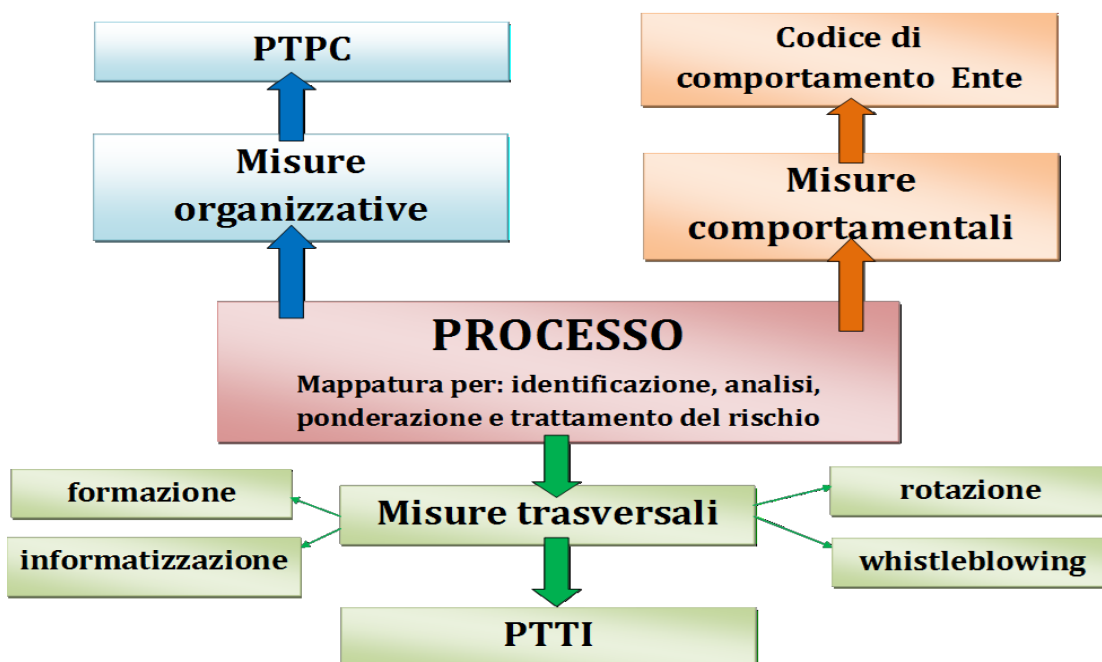 PTPC
Codice di
comportamento Ente
Misure
organizzative
Misure
comportamentali
PROCESSO
Mappatura per: identificazione, analisi,
ponderazione e trattamento del rischio
formazione
Misure trasversali
rotazione
informatizzazione
whistleblowing
PTTI